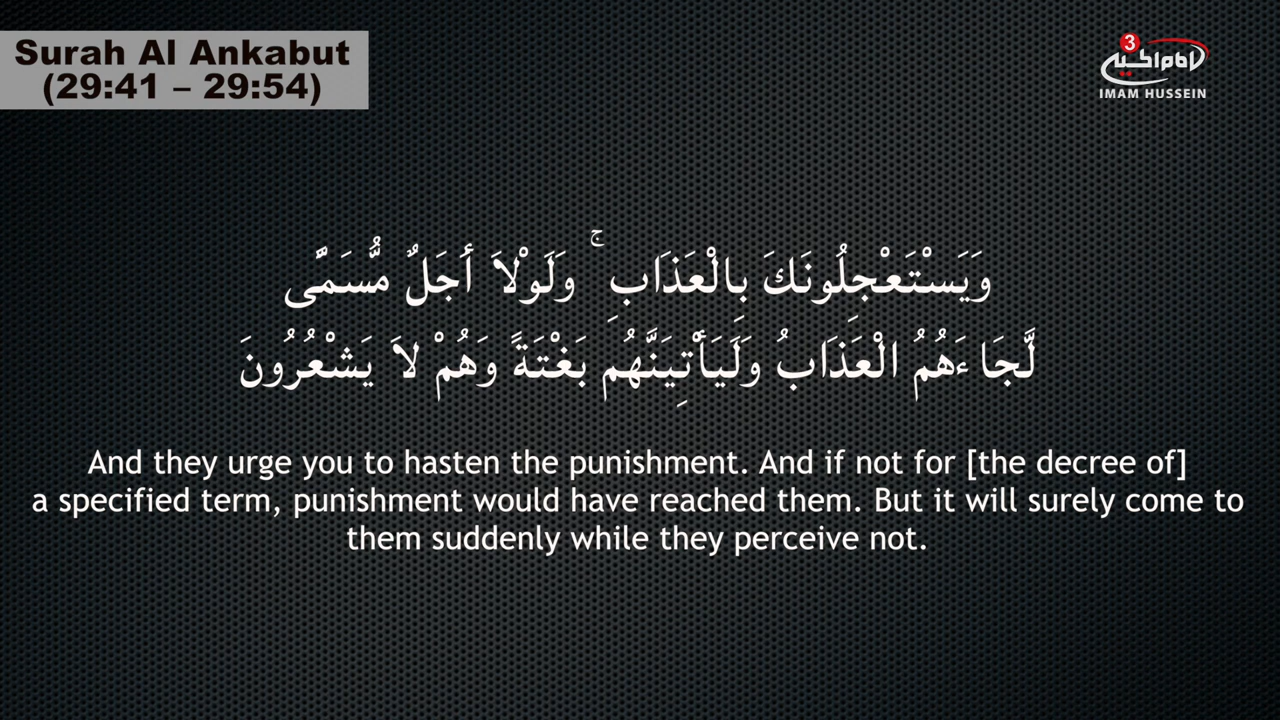 Surah Al Ankabut
(29:41 – 29:54)
3
IMAM HUSSEIN
وَيَسْتَعْجِلُونَكَ بِالْعَذَابِ ۚ وَلَوْلَا أَجَلٌ مُّسَمًّى
لَّجَاءَهُمُ الْعَذَابُ وَلَيَأْتِيَنَّهُم بَغْتَةً وَهُمْ لَا يَشْعُرُونَ
And they urge you to hasten the punishment. And if not for [the decree of]
a specified term, punishment would have reached them. But it will surely come to
them suddenly while they perceive not.